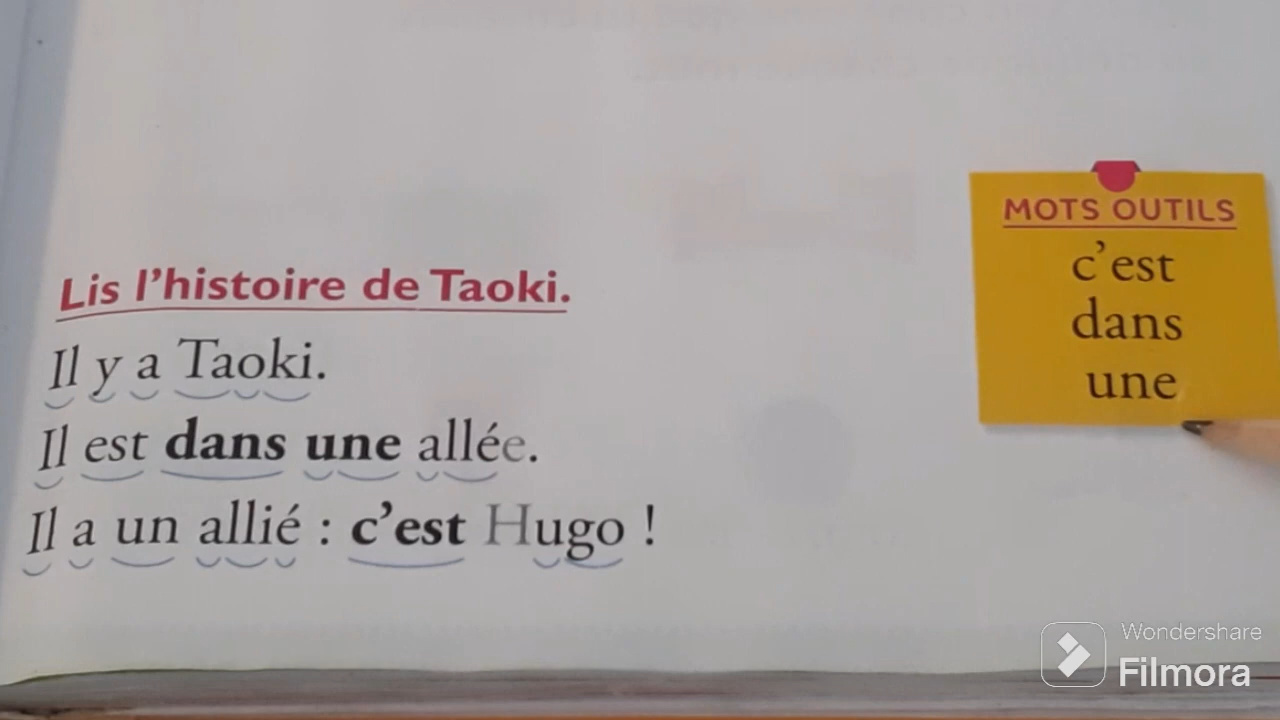 Lis l'histoire de Taoki.
Il y a Taoki.
Il est dans une allée.
Il a un allié : c'est Hugo !
MOTS OUTILS
c'est
dans
une
Wondershare
Filmora